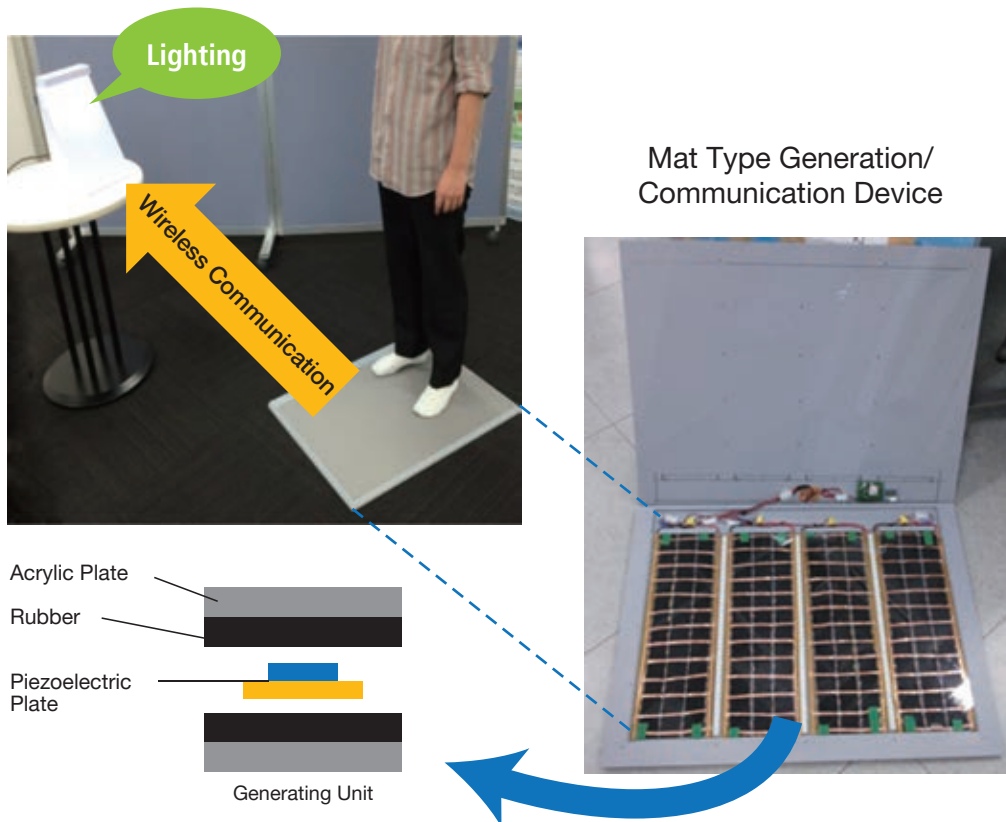 Lighting
Wireless Communication
Mat Type Generation/
Communication Device
Acrylic Plate
Rubber
Piezoelectric
Plate
Generating Unit